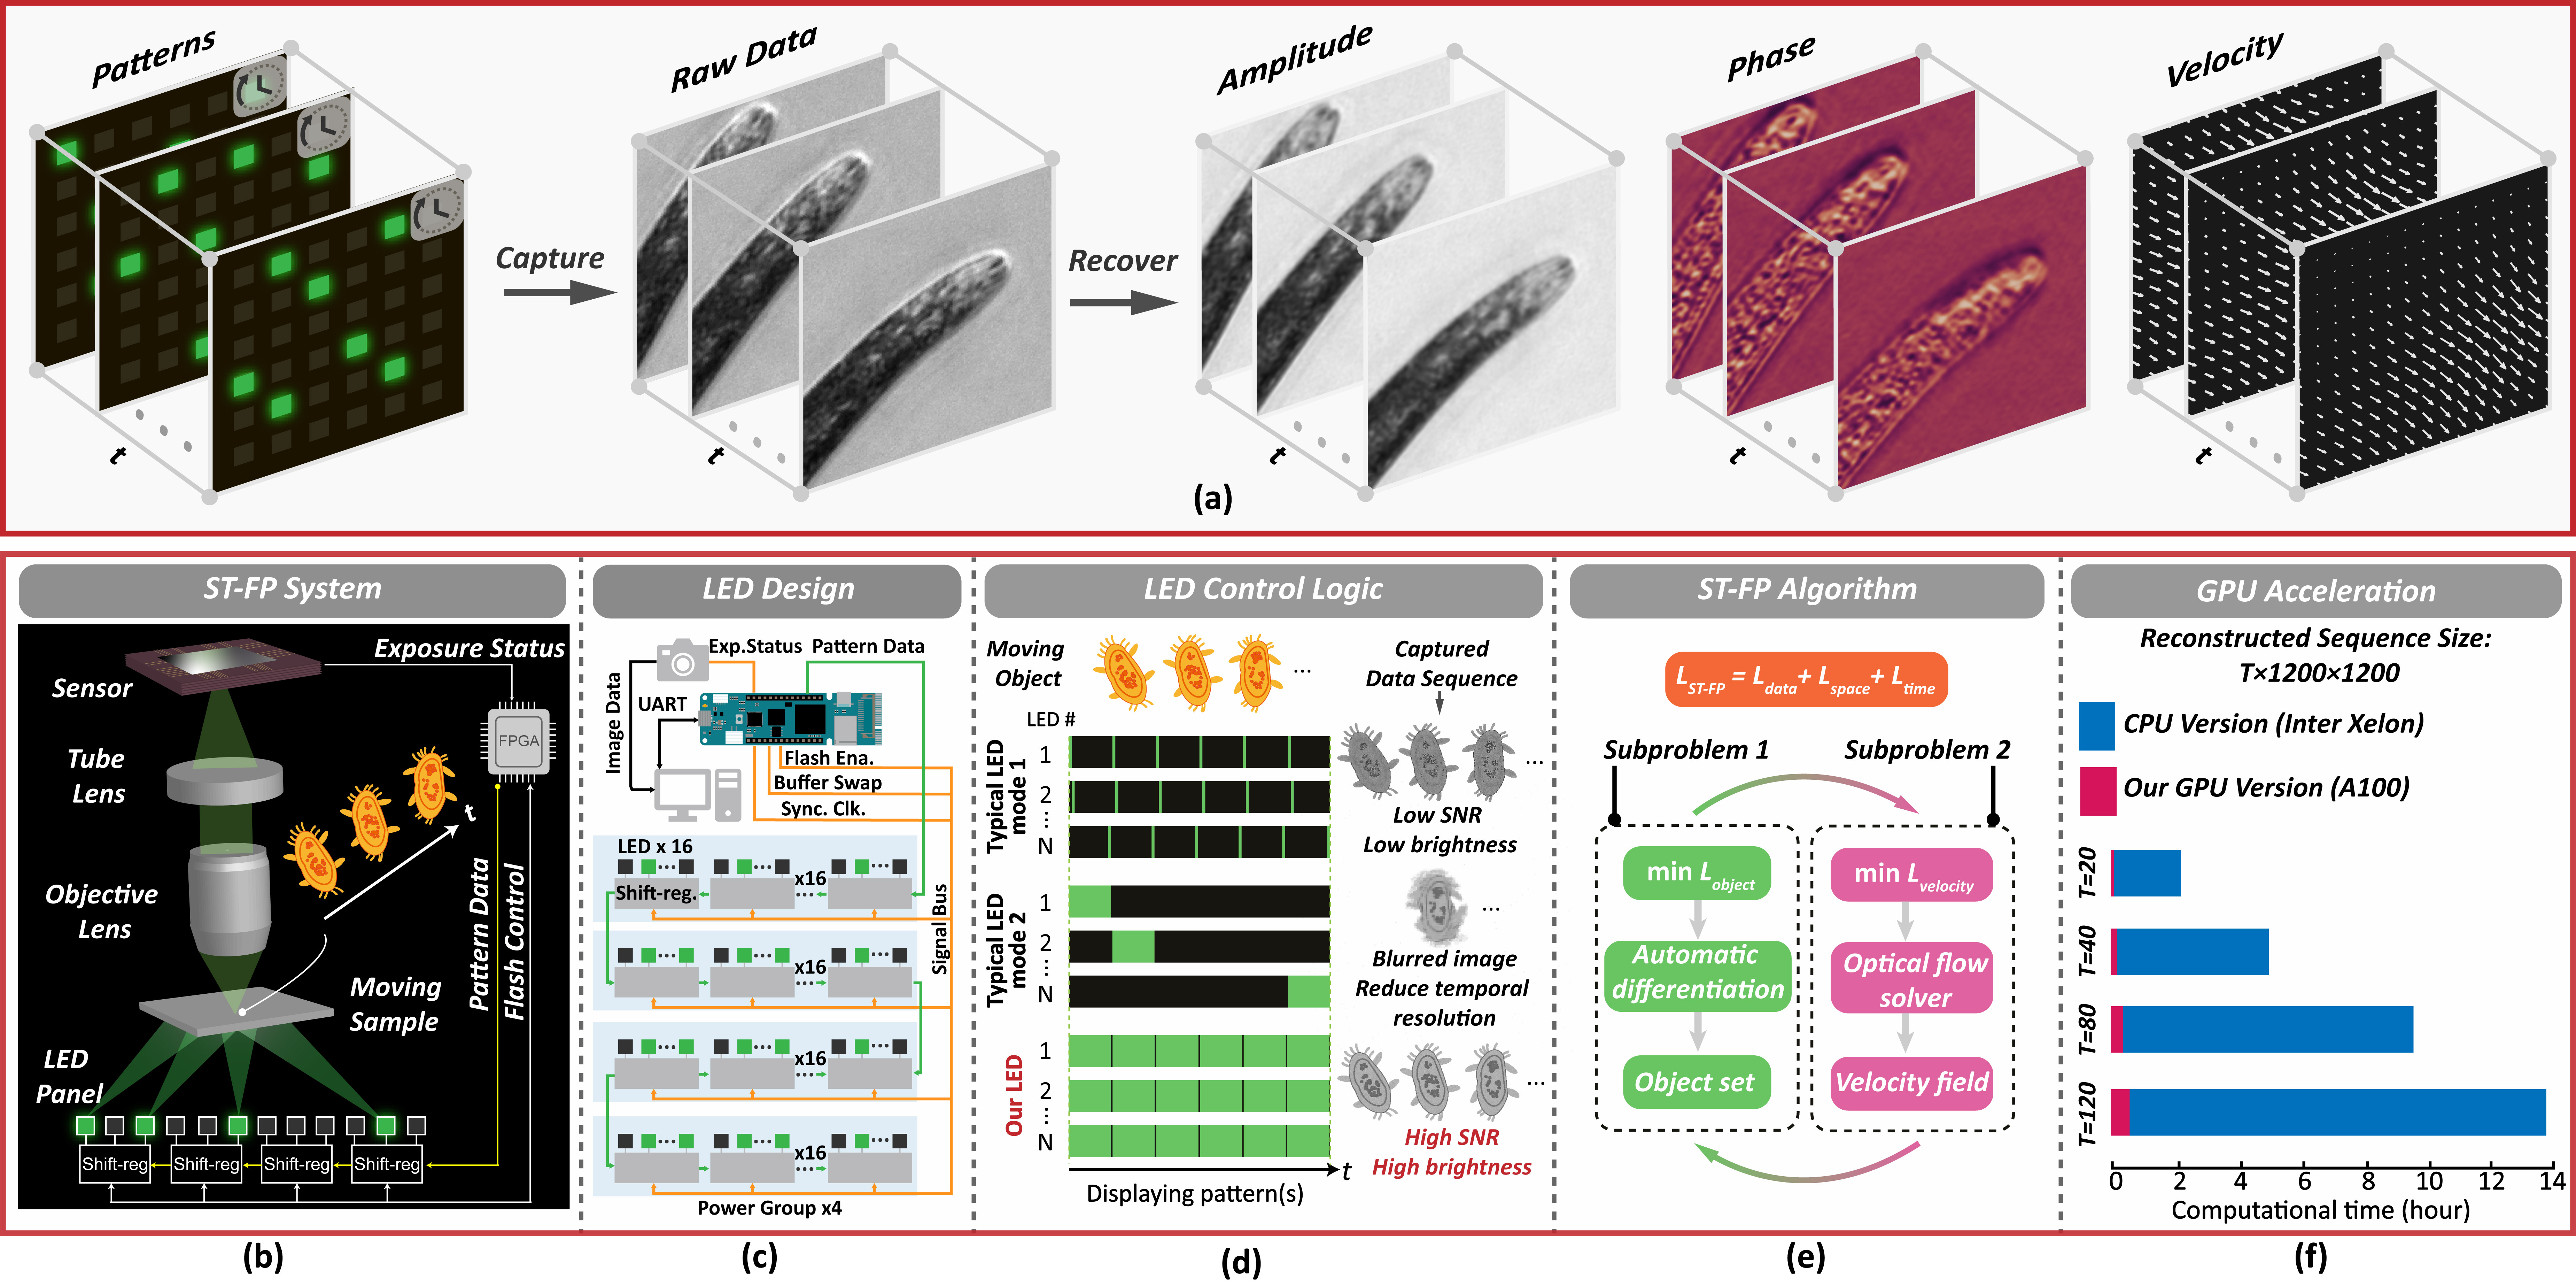 Patterns
Raw Data
Amplitude
Phase
Velocity
Capture
Recover
t
t
t
t
t
(a)
ST-FP System
Exposure Status
Sensor
FPGA
Tube
Lens
t
Objective
Lens
Pattern Data
Flash Control
Moving
Sample
LED
Panel
Shift-reg
Shift-reg
Shift-reg
Shift-reg
(b)
LED Design
Exp.Status
Pattern Data
Image Data
UART
Flash Ena.
Buffer Swap
Sync. Clk.
LED x 16
x16
Shift-reg.
Signal Bus
x16
x16
x16
Power Group x4
(c)
LED Control Logic
Moving
Object
...
Captured
Data Sequence
LED #
Typical LED
mode 1
1
2
...
N
...
Low SNR
Low brightness
Typical LED
mode 2
1
2
...
N
...
Blurred image
Reduce temporal
resolution
Our LED
1
2
...
N
...
High SNR
High brightness
t
Displaying pattern(s)
(d)
ST-FP Algorithm
L ST-FP = L data + L space + L time
Subproblem 1
Subproblem 2
min L object
min L velocity
Automatic
differentiation
Optical flow
solver
Object set
Velocity field
(e)
GPU Acceleration
Reconstructed Sequence Size:
T×1200×1200
CPU Version (Inter Xelon)
Our GPU Version (A100)
T=20
T=40
T=80
T=120
0 2 4 6 8 10 12 14
Computational time (hour)
(f)